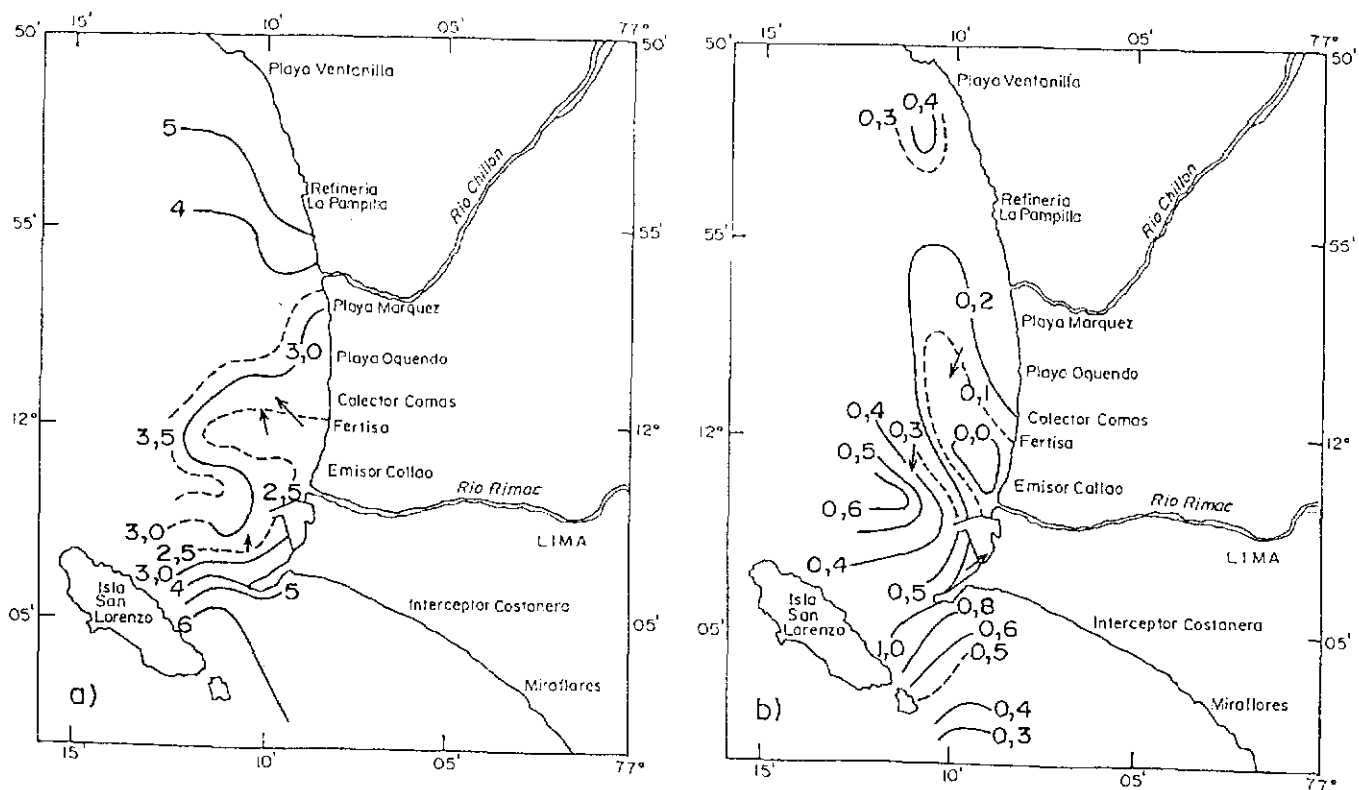 15'
10'
05'
77°
50'
50'
Playa Ventanilla
5
Refinería
La Pampilla
Río Chillon
4
55'
55'
Playa Marquez
3,0
Playa Oquendo
Colector Comas
12°
12°
3,5
Fertisa
Emisor Callao
2,5
Río Rimac
3,0
LIMA
2,5
3,0
4
5
Isla
San
Lorenzo
Interceptor Costanera
05'
05'
6
a)
Miraflores
15'
10'
05'
77°
15'
10'
05'
77°
50'
50'
Playa Ventanilla
0,4
0,3
Refinería
La Pampilla
Río Chillon
55'
55'
0,2
Playa Marquez
Playa Oquendo
0,1
0,4
Colector Comas
12°
12°
0,3
0,0
Fertisa
0,5
Emisor Callao
0,6
Río Rimac
LIMA
0,4
0,5
Isla
San
Lorenzo
0,8
Interceptor Costanera
05'
05'
1,0
0,6
0,5
b)
Miraflores
0,4
0,3
15'
10'
05'
77°